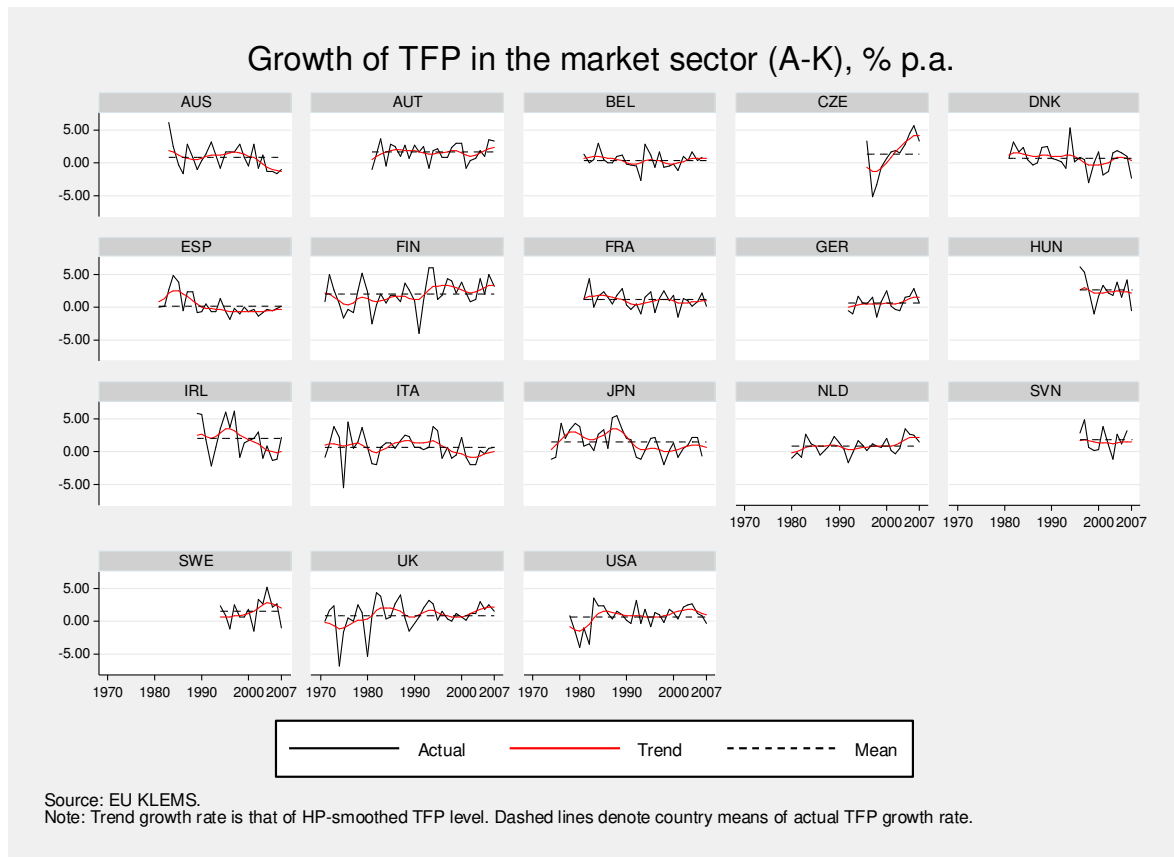 Growth of TFP in the market sector (A-K), % p.a.
AUS AUT BEL CZE DNK
5.00
0.00
-5.00
ESP FIN FRA GER HUN
5.00
0.00
-5.00
IRL ITA JPN NLD SVN
5.00
0.00
-5.00
1970 1980 1990 2000 2007 1970 1980 1990 2000 2007
SWE UK USA
5.00
0.00
-5.00
1970 1980 1990 2000 2007 1970 1980 1990 2000 2007 1970 1980 1990 2000 2007
Actual Trend Mean
Source: EU KLEMS.
Note: Trend growth rate is that of HP-smoothed TFP level. Dashed lines denote country means of actual TFP growth rate.